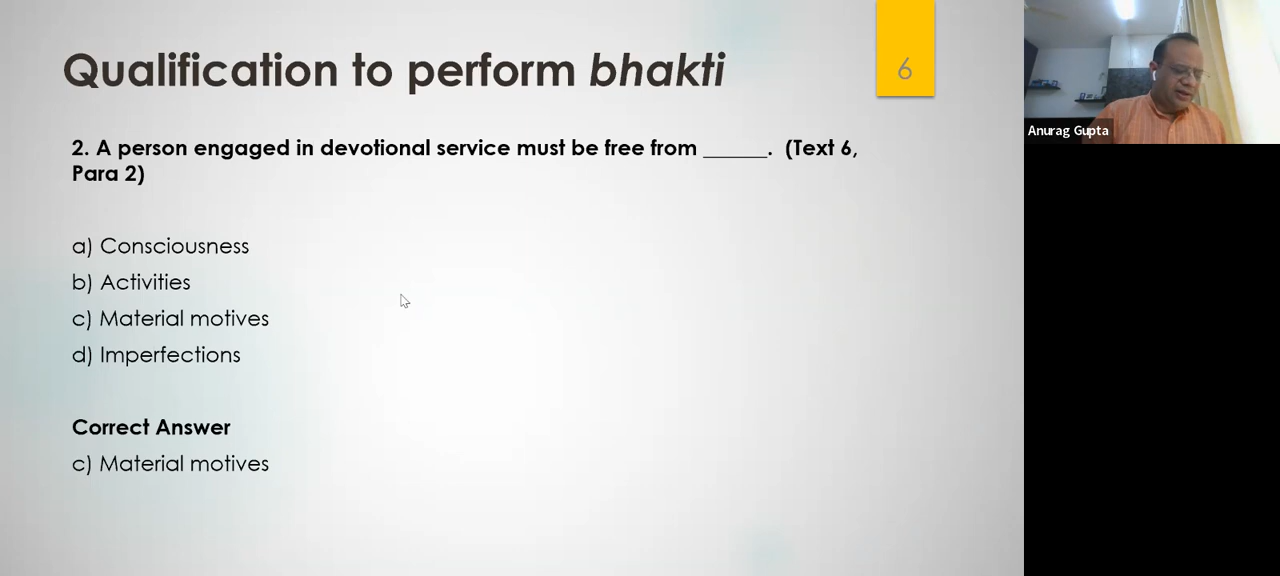 Qualification to perform bhakti
6
2. A person engaged in devotional service must be free from ______. (Text 6,
Para 2)
a) Consciousness
b) Activities
c) Material motives
d) Imperfections
Correct Answer
c) Material motives
Anurag Gupta